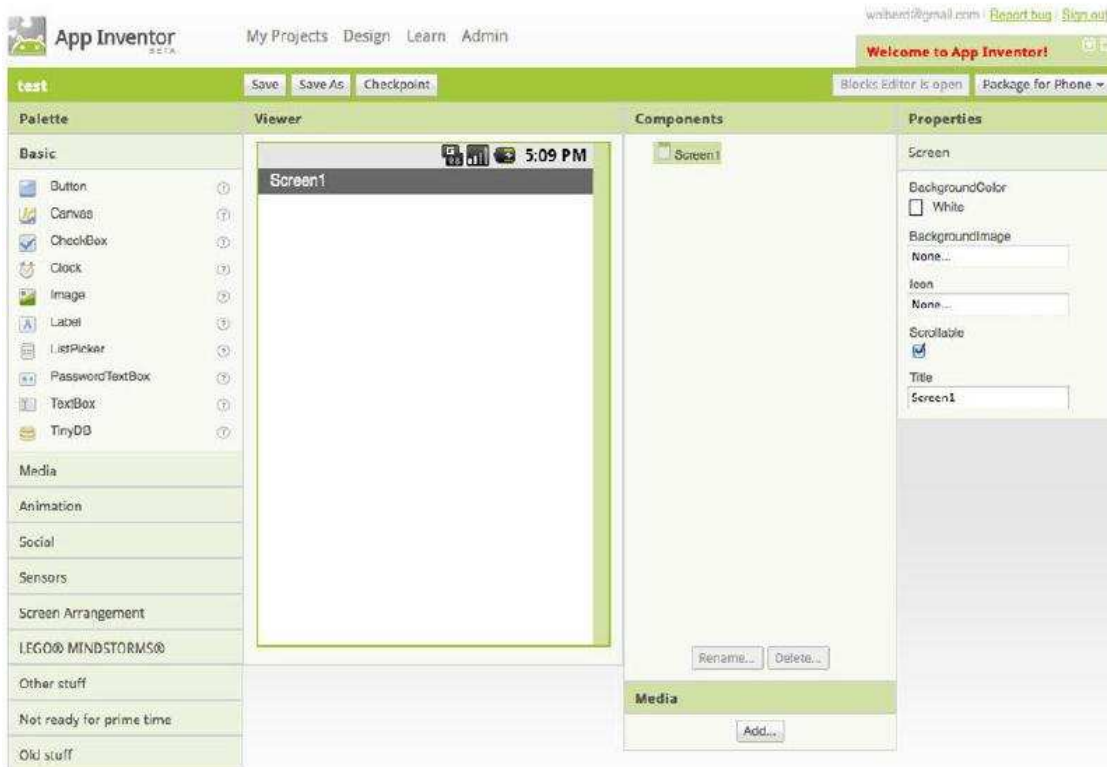 Report bug | Sign out
App Inventor
BETA
My Projects Design Learn Admin
Welcome to App Inventor!
test
Save Save As Checkpoint
Blocks Editor is open Package for Phone
Palette
Viewer
Components
Properties
Basic
Button
Canvas
CheckBox
Clock
Image
Label
ListPicker
PasswordTextBox
TextBox
TinyDB
Media
Animation
Social
Sensors
Screen Arrangement
LEGO® MINDSTORMS®
Other stuff
Not ready for prime time
Old stuff
5:09 PM
Screen1
Screen1
Rename... Delete...
Media
Add...
Screen
BackgroundColor
White
BackgroundImage
None...
Icon
None...
Scrollable
Title
Screen1